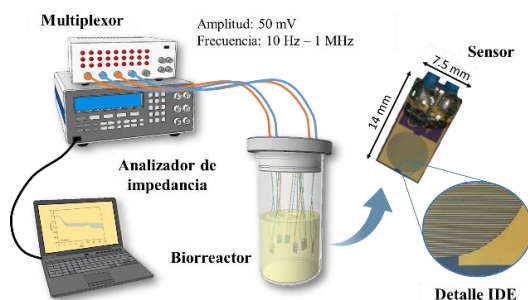 Multiplexor
Amplitud: 50 mV
Frecuencia: 10 Hz – 1 MHz
Sensor
7.5 mm
14 mm
Analizador de
impedancia
Biorreactor
Detalle IDE